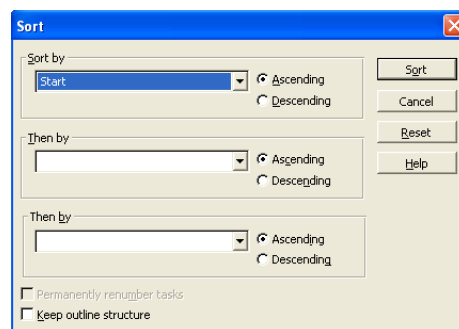 Sort
Sort by
Start
Ascending
Descending
Sort
Cancel
Reset
Help
Then by
Ascending
Descending
Then by
Ascending
Descending
Permanently renumber tasks
Keep outline structure